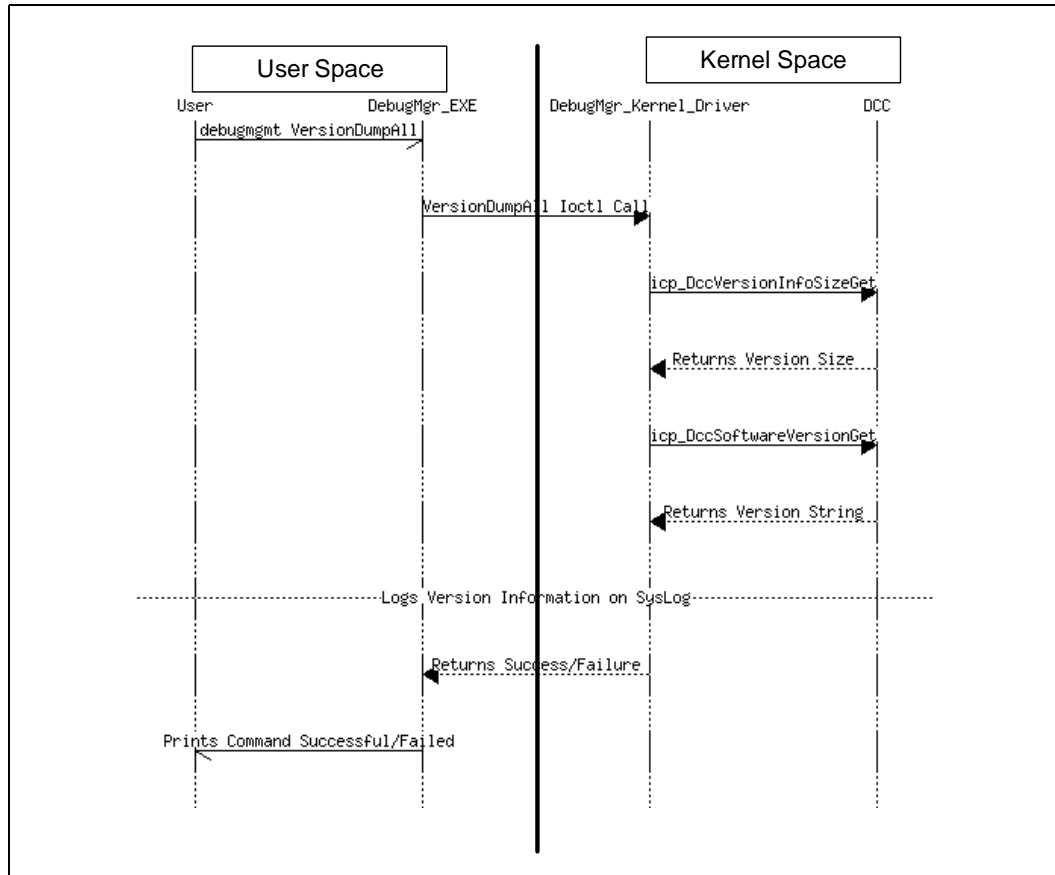 User Space
Kernel Space
User
DebugMgr_EXE
DebugMgr_Kernel_Driver
DCC
debugmgmt VersionDumpAll
VersionDumpAll Ioctl Call
icp_DccVersionInfoSizeGet
Returns Version Size
icp_DccSoftwareVersionGet
Returns Version String
Logs Version Information on SysLog
Returns Success/Failure
Prints Command Successful/Failed